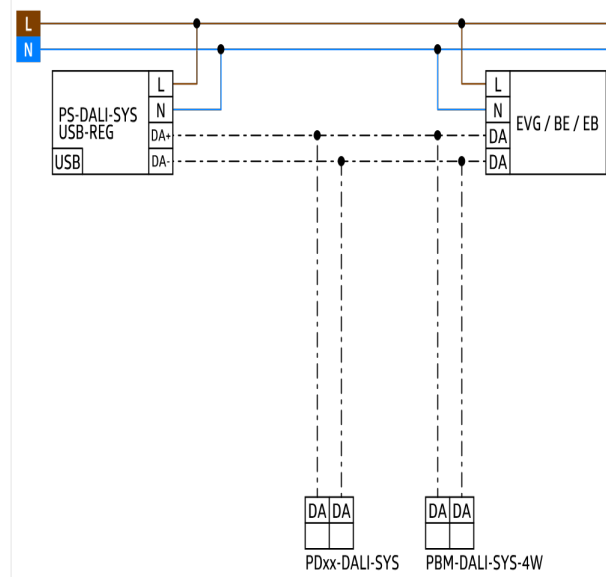 L
N
PS-DALI-SYS
USB-REG
USB
L
N
DA+
DA-
L
N
DA
DA
EVG / BE / EB
DA DA
DA DA
PDxx-DALI-SYS
PBM-DALI-SYS-4W